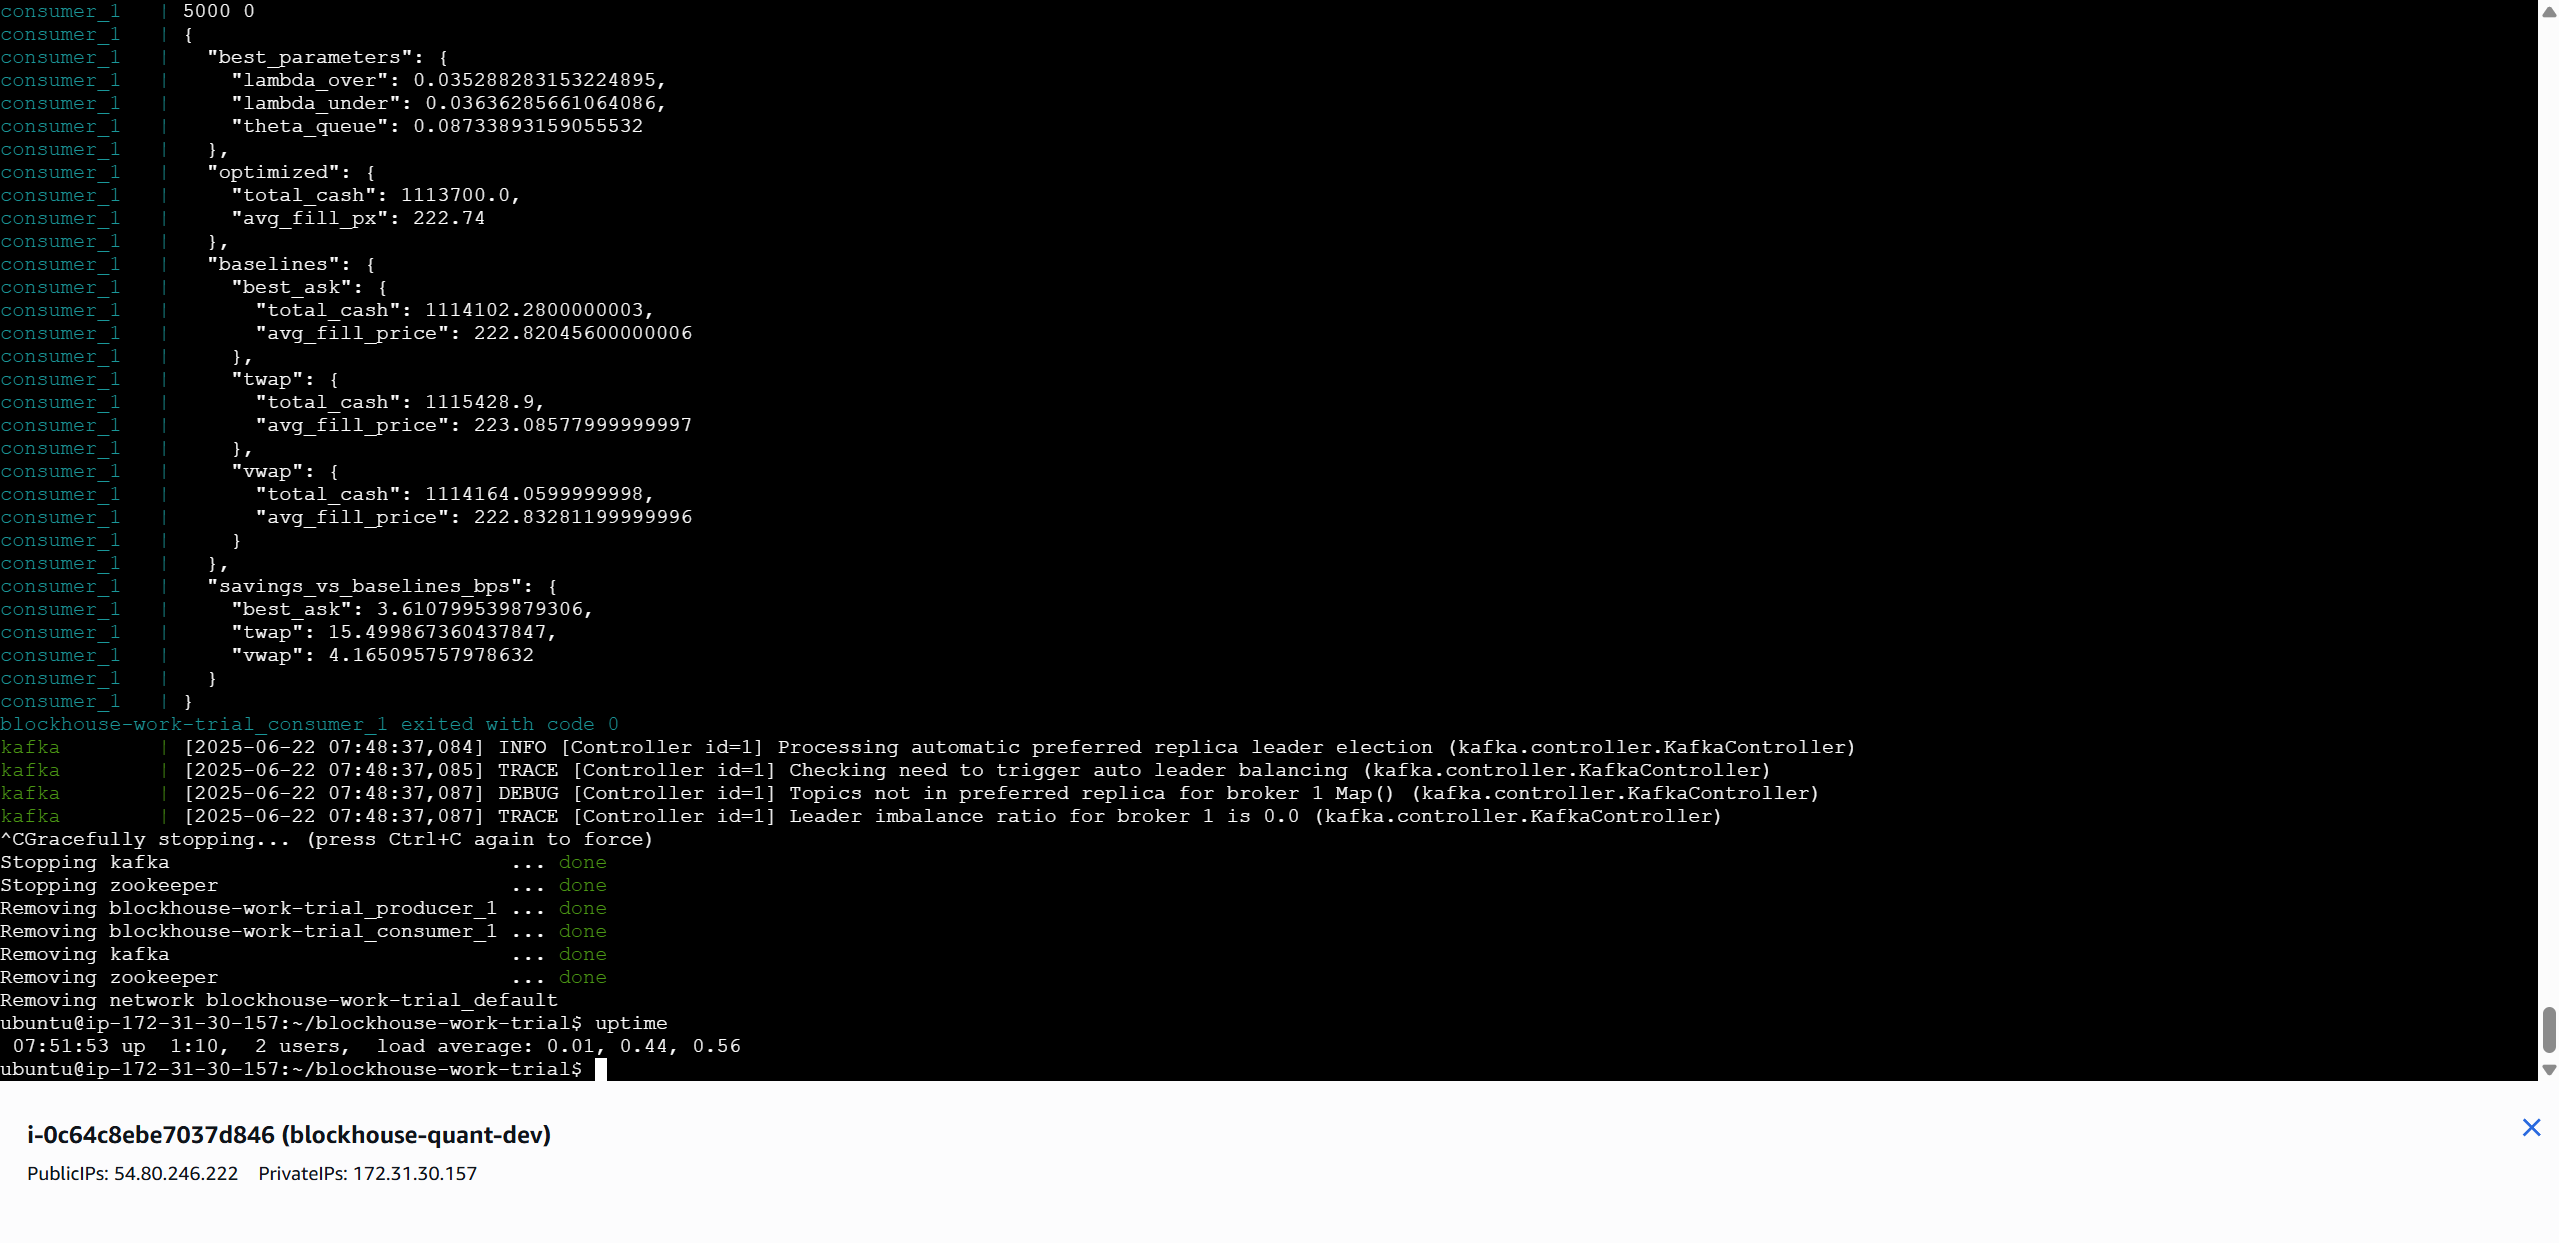 consumer_1   | 5000 0
consumer_1   | {
consumer_1   |   "best_parameters": {
consumer_1   |     "lambda_over": 0.035288283153224895,
consumer_1   |     "lambda_under": 0.03636285661064086,
consumer_1   |     "theta_queue": 0.08733893159055532
consumer_1   |   },
consumer_1   |   "optimized": {
consumer_1   |     "total_cash": 1113700.0,
consumer_1   |     "avg_fill_px": 222.74
consumer_1   |   },
consumer_1   |   "baselines": {
consumer_1   |     "best_ask": {
consumer_1   |       "total_cash": 1114102.2800000003,
consumer_1   |       "avg_fill_price": 222.82045600000006
consumer_1   |     },
consumer_1   |     "twap": {
consumer_1   |       "total_cash": 1115428.9,
consumer_1   |       "avg_fill_price": 223.08577999999997
consumer_1   |     },
consumer_1   |     "vwap": {
consumer_1   |       "total_cash": 1114164.0599999998,
consumer_1   |       "avg_fill_price": 222.83281199999996
consumer_1   |     }
consumer_1   |   },
consumer_1   |   "savings_vs_baselines_bps": {
consumer_1   |     "best_ask": 3.610799539879306,
consumer_1   |     "twap": 15.499867360437847,
consumer_1   |     "vwap": 4.165095757978632
consumer_1   |   }
consumer_1   | }
blockhouse-work-trial_consumer_1 exited with code 0
kafka        | [2025-06-22 07:48:37,084] INFO [Controller id=1] Processing automatic preferred replica leader election (kafka.controller.KafkaController)
kafka        | [2025-06-22 07:48:37,085] TRACE [Controller id=1] Checking need to trigger auto leader balancing (kafka.controller.KafkaController)
kafka        | [2025-06-22 07:48:37,087] DEBUG [Controller id=1] Topics not in preferred replica for broker 1 Map() (kafka.controller.KafkaController)
kafka        | [2025-06-22 07:48:37,087] TRACE [Controller id=1] Leader imbalance ratio for broker 1 is 0.0 (kafka.controller.KafkaController)
^CGracefully stopping... (press Ctrl+C again to force)
Stopping kafka                            ... done
Stopping zookeeper                        ... done
Removing blockhouse-work-trial_producer_1 ... done
Removing blockhouse-work-trial_consumer_1 ... done
Removing kafka                            ... done
Removing zookeeper                        ... done
Removing network blockhouse-work-trial_default
ubuntu@ip-172-31-30-157:~/blockhouse-work-trial$ uptime
 07:51:53 up  1:10,  2 users,  load average: 0.01, 0.44, 0.56
ubuntu@ip-172-31-30-157:~/blockhouse-work-trial$
i-0c64c8ebe7037d846 (blockhouse-quant-dev)
PublicIPs: 54.80.246.222    PrivateIPs: 172.31.30.157